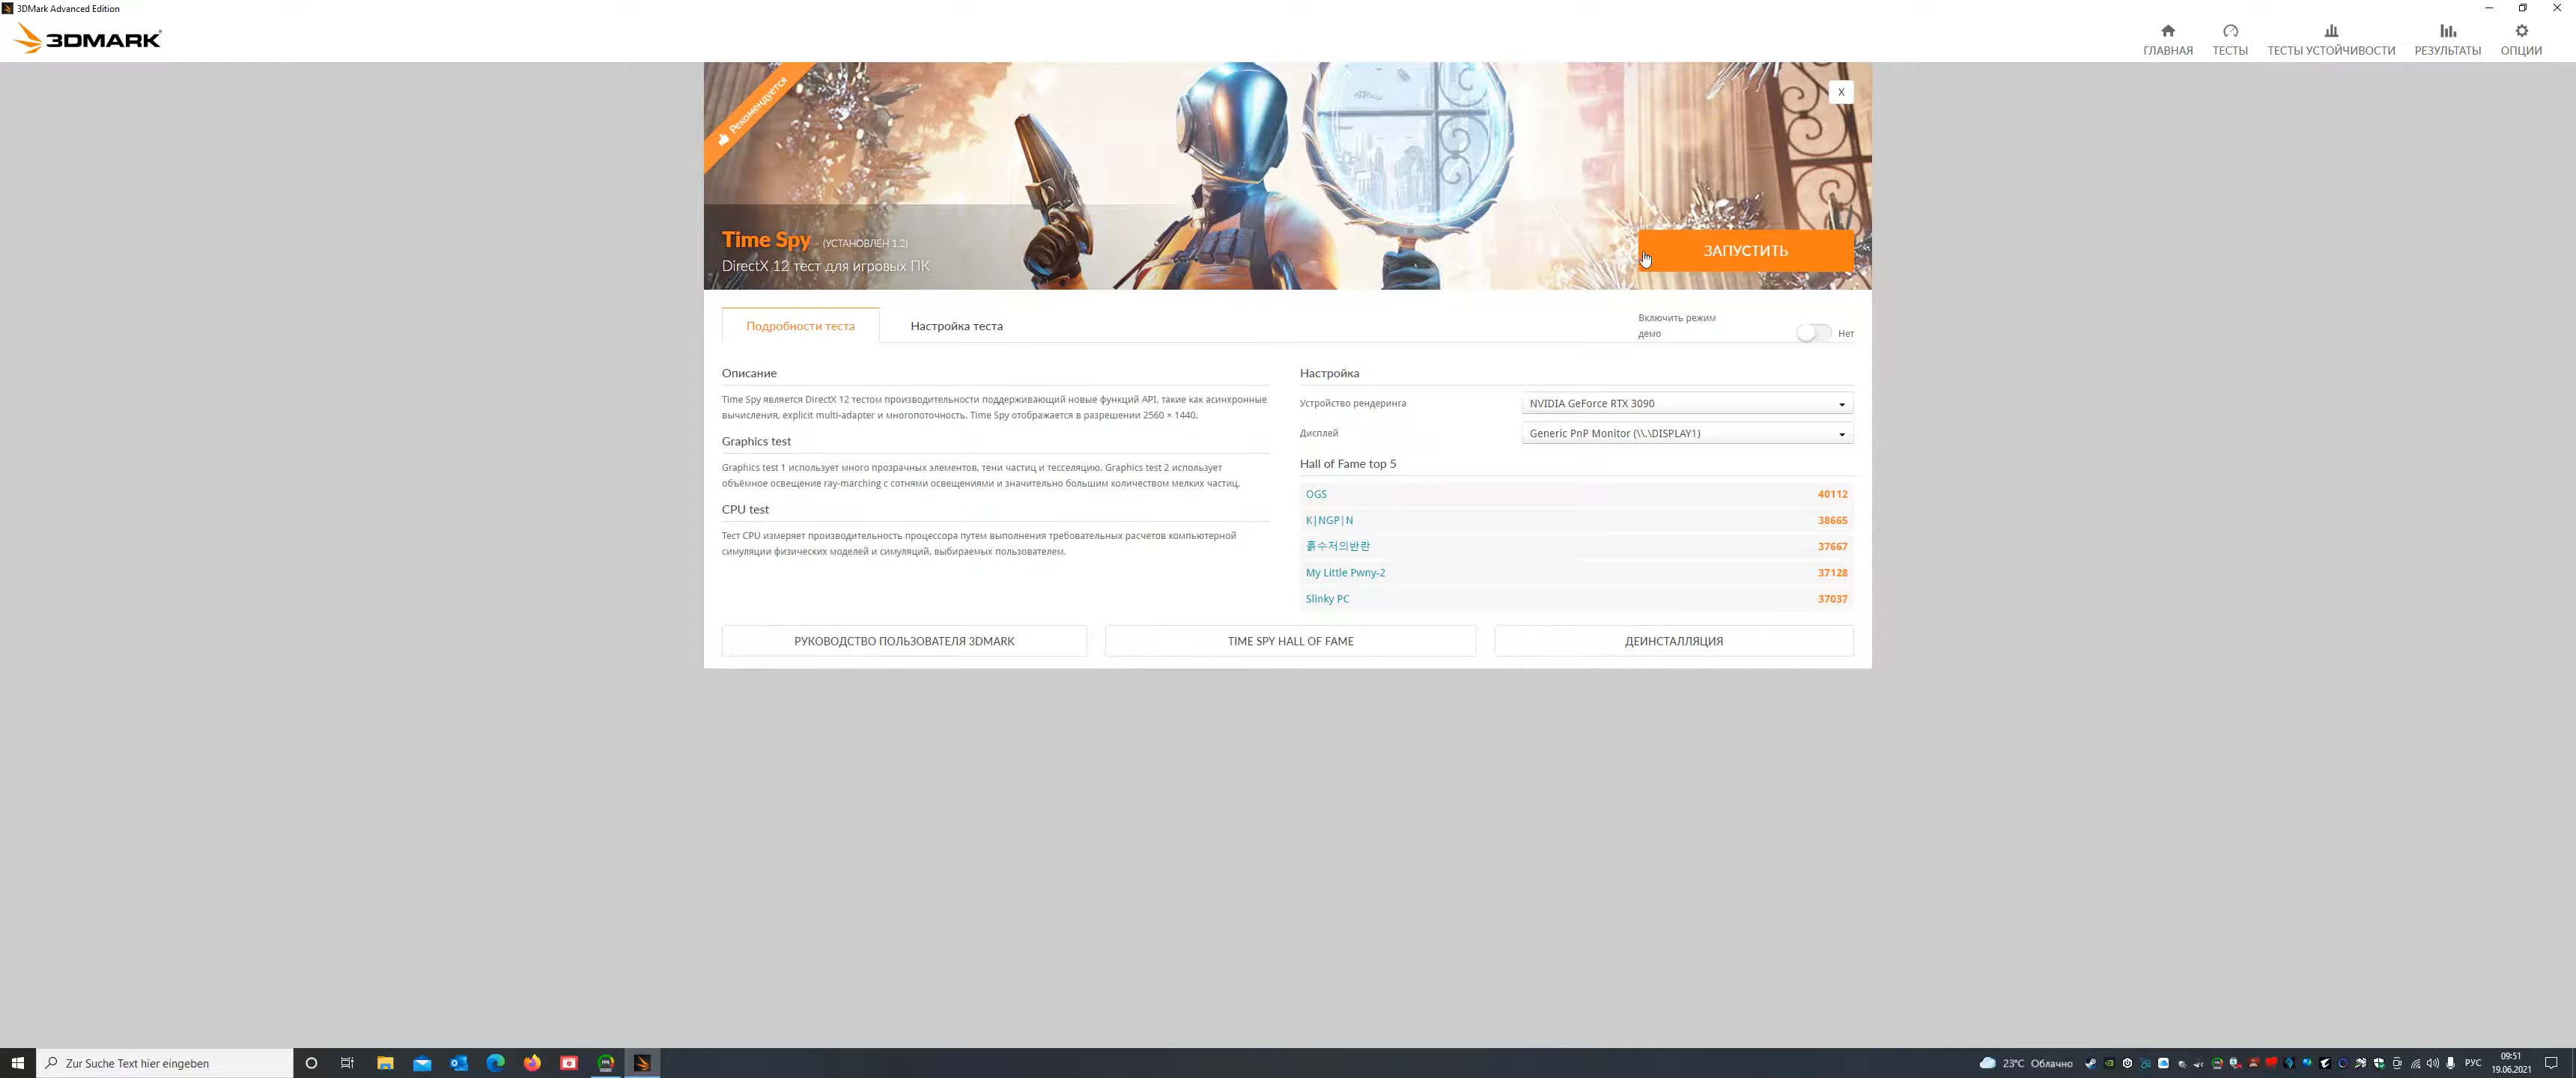 3DMark Advanced Edition
3DMARK
ГЛАВНАЯ
ТЕСТЫ
ТЕСТЫ УСТОЙЧИВОСТИ
РЕЗУЛЬТАТЫ
ОПЦИИ
Рекомендуется
X
Time Spy (УСТАНОВЛЕН 1.2)
DirectX 12 тест для игровых ПК
ЗАПУСТИТЬ
Подробности теста
Настройка теста
Включить режим
демо
Нет
Описание
Time Spy является DirectX 12 тестом производительности поддерживающий новые функций API, такие как асинхронные
вычисления, explicit multi-adapter и многопоточность. Time Spy отображается в разрешении 2560 × 1440.
Graphics test
Graphics test 1 использует много прозрачных элементов, тени частиц и тесселяцию. Graphics test 2 использует
объёмное освещение ray-marching с сотнями освещениями и значительно большим количеством мелких частиц.
CPU test
Тест CPU измеряет производительность процессора путем выполнения требовательных расчетов компьютерной
симуляции физических моделей и симуляций, выбираемых пользователем.
Настройка
Устройство рендеринга
NVIDIA GeForce RTX 3090
Дисплей
Generic PnP Monitor (\\.\DISPLAY1)
Hall of Fame top 5
OGS 40112
K|NGP|N 38665
흙수저의반란 37667
My Little Pwny-2 37128
Slinky PC 37037
РУКОВОДСТВО ПОЛЬЗОВАТЕЛЯ 3DMARK
TIME SPY HALL OF FAME
ДЕИНСТАЛЛЯЦИЯ
Zur Suche Text hier eingeben
23°C Облачно
РУС
09:51
19.06.2021